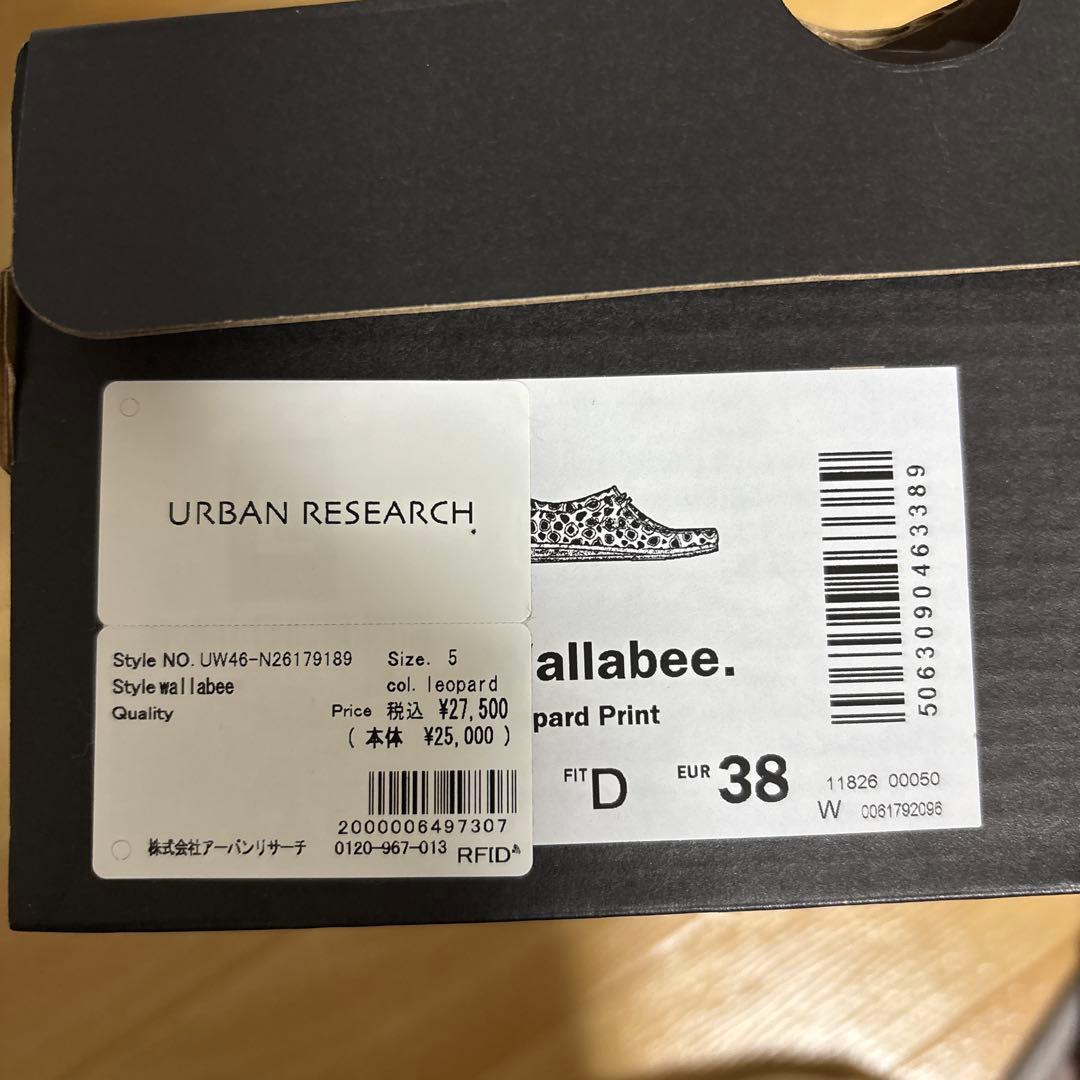 URBAN RESEARCH
Style NO. UW46-N26179189 Size. 5
Style wallabee col. leopard
Quality Price 税込 ¥27,500
( 本体 ¥25,000 )
2000006497307
株式会社アーバンリサーチ 0120-967-013 RFID
allabee.
pard Print
FIT D EUR 38
5063090463389
11826 00050
W 0061792096